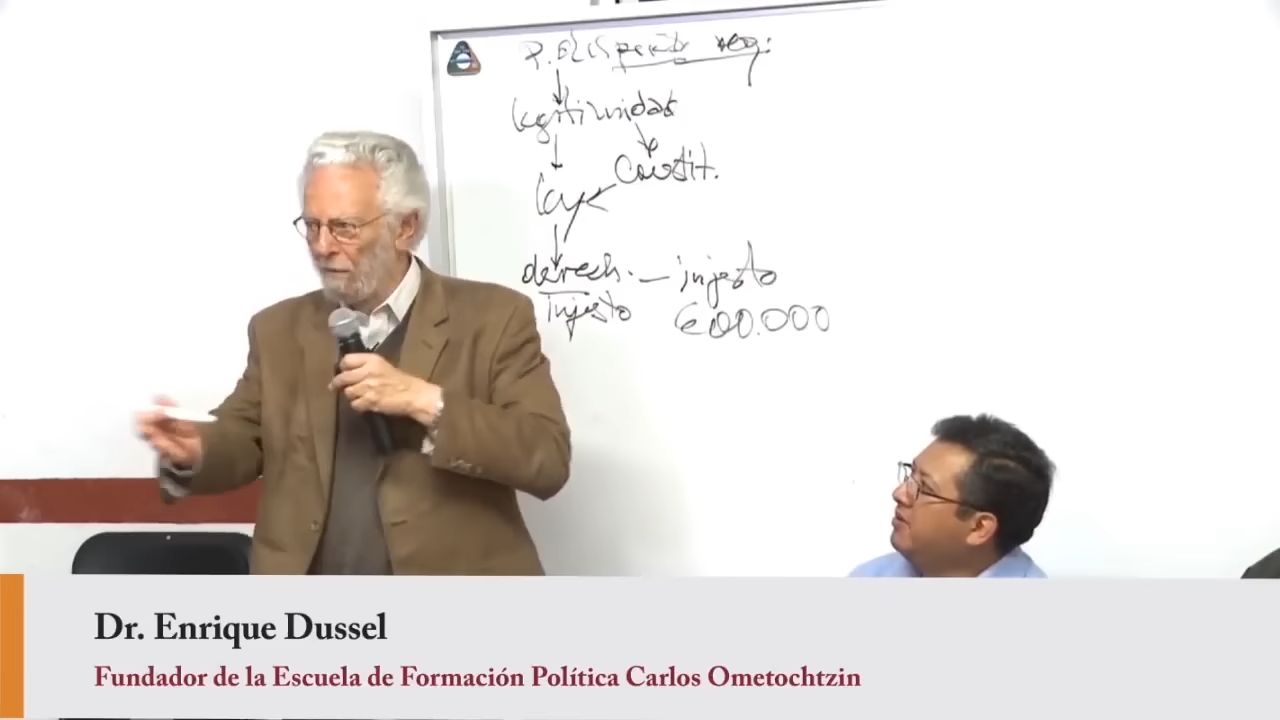 legitimidad
Constit.
Ley
derech. — injusto
injusto 600.000
Dr. Enrique Dussel
Fundador de la Escuela de Formación Política Carlos Ometochtzin